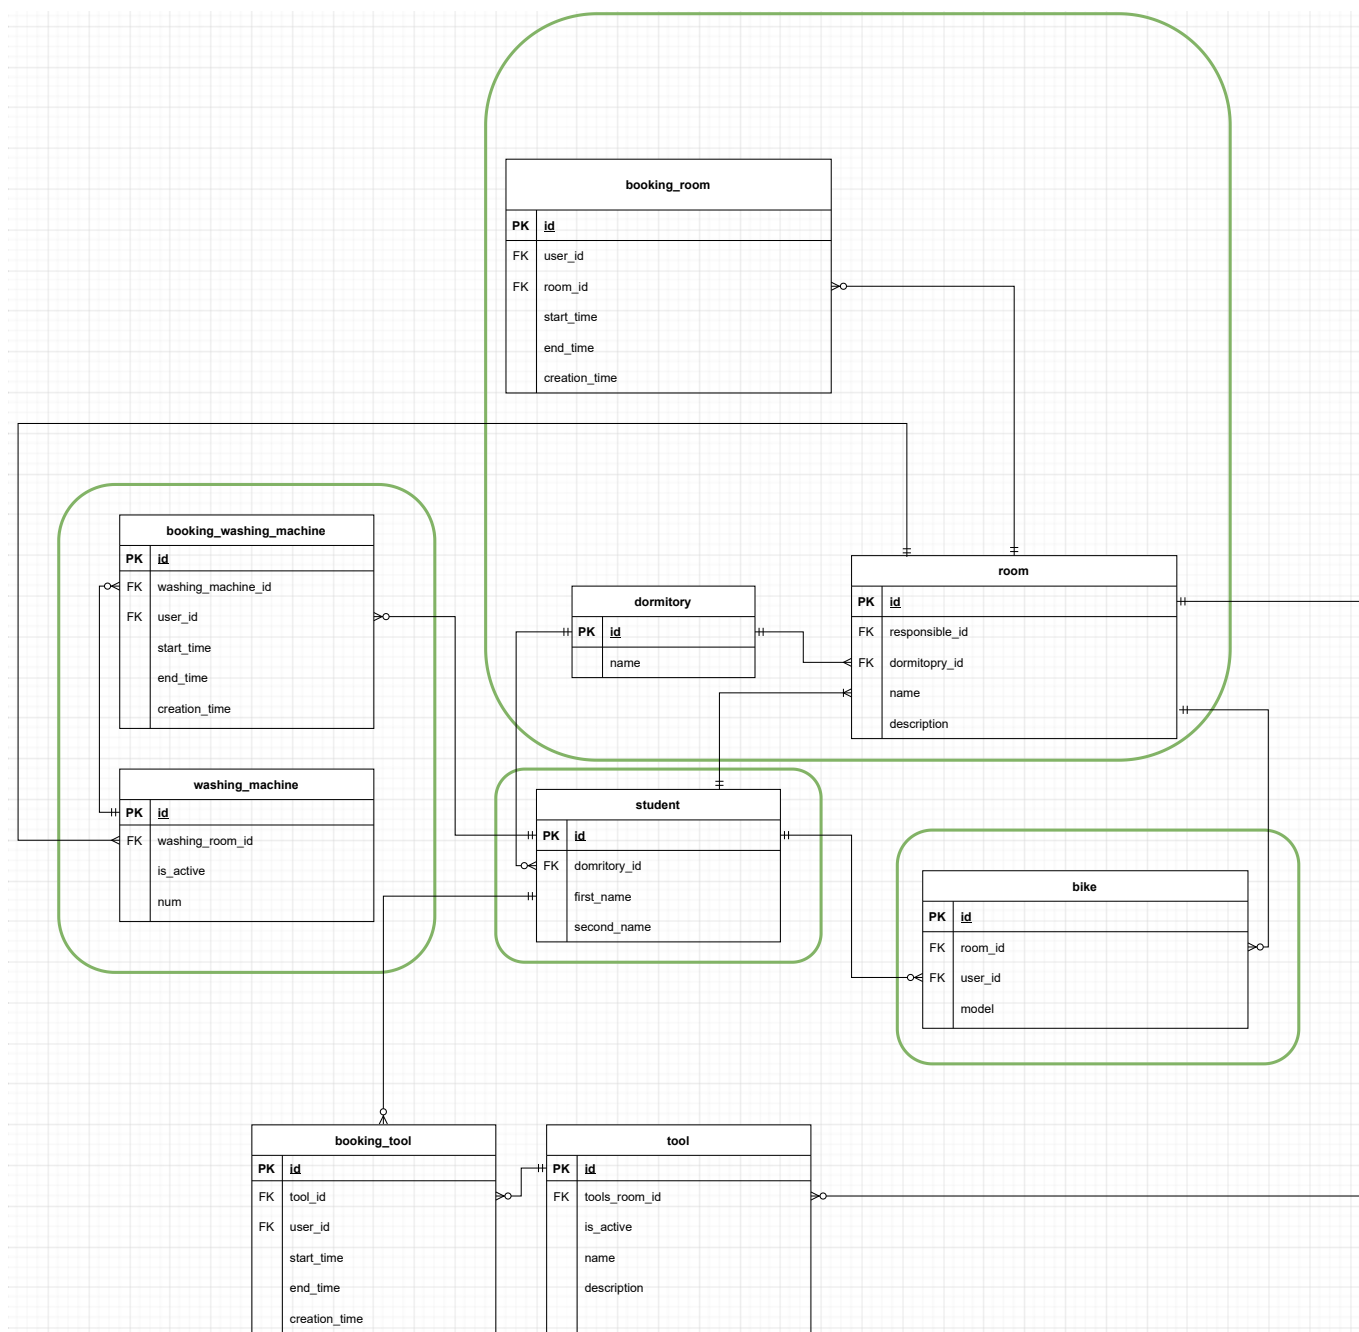 booking_room
PK id
FK user_id
FK room_id
start_time
end_time
creation_time
booking_washing_machine
PK id
FK washing_machine_id
FK user_id
start_time
end_time
creation_time
dormitory
PK id
name
room
PK id
FK responsible_id
FK dormitopry_id
name
description
washing_machine
PK id
FK washing_room_id
is_active
num
student
PK id
FK domritory_id
first_name
second_name
bike
PK id
FK room_id
FK user_id
model
booking_tool
PK id
FK tool_id
FK user_id
start_time
end_time
creation_time
tool
PK id
FK tools_room_id
is_active
name
description